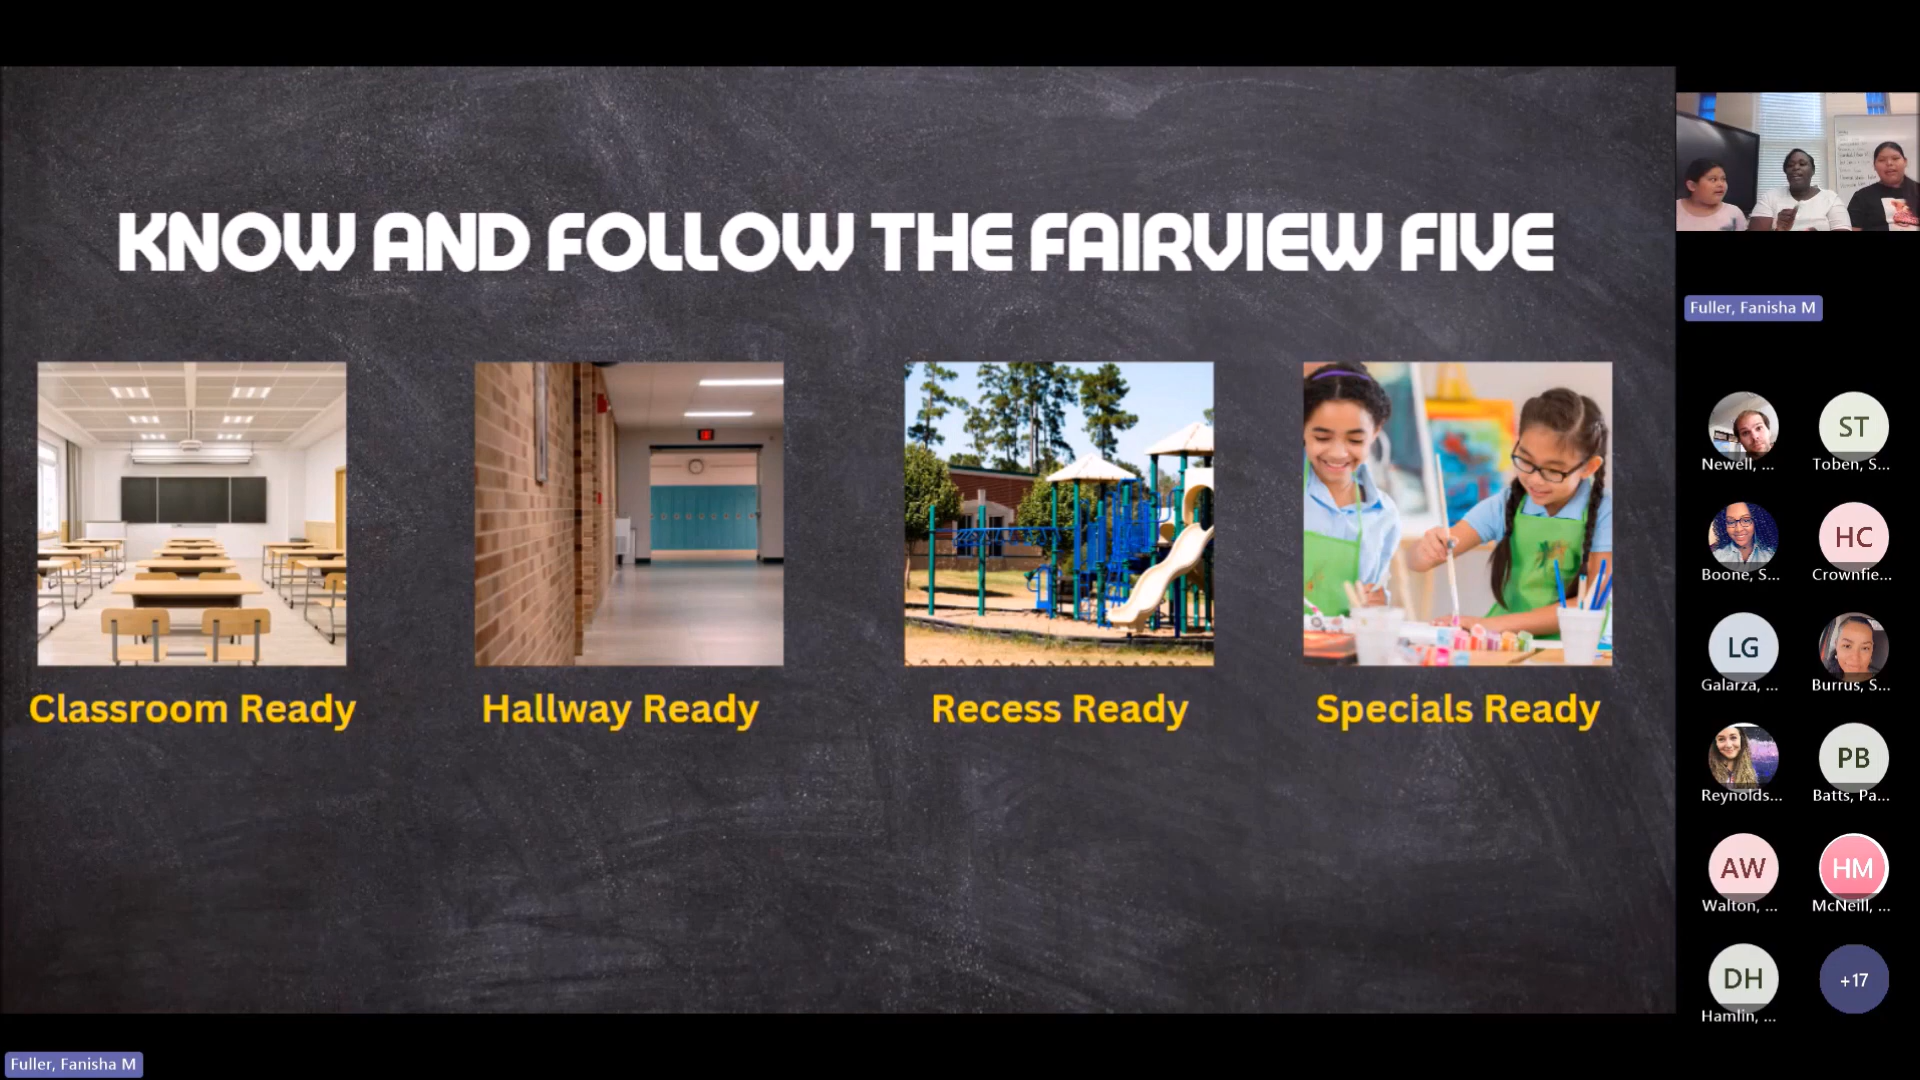 KNOW AND FOLLOW THE FAIRVIEW FIVE
Classroom Ready
Hallway Ready
Recess Ready
Specials Ready
Fuller, Fanisha M
Newell, ...
ST
Toben, S...
Boone, S...
HC
Crownfie...
LG
Galarza, ...
Burrus, S...
Reynolds...
PB
Batts, Pa...
AW
Walton, ...
HM
McNeill, ...
DH
Hamlin, ...
+17
Fuller, Fanisha M